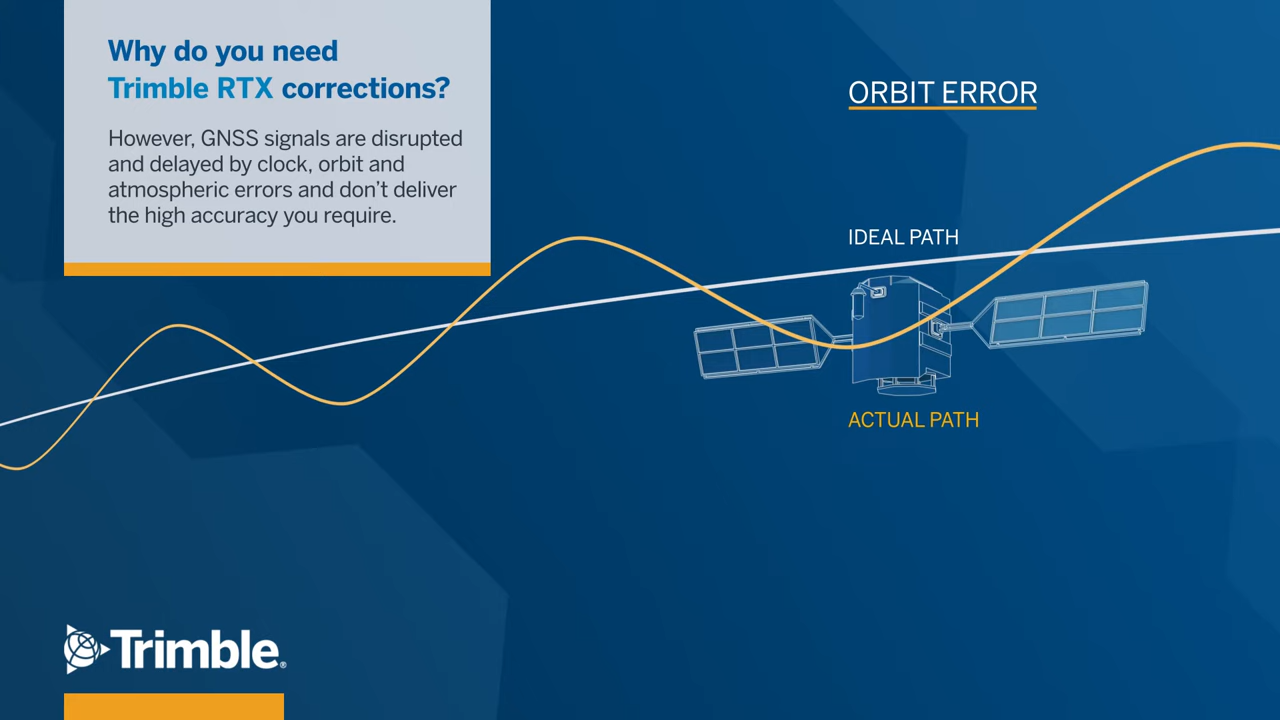 Why do you need
Trimble RTX corrections?
However, GNSS signals are disrupted
and delayed by clock, orbit and
atmospheric errors and don’t deliver
the high accuracy you require.
ORBIT ERROR
IDEAL PATH
ACTUAL PATH
Trimble®